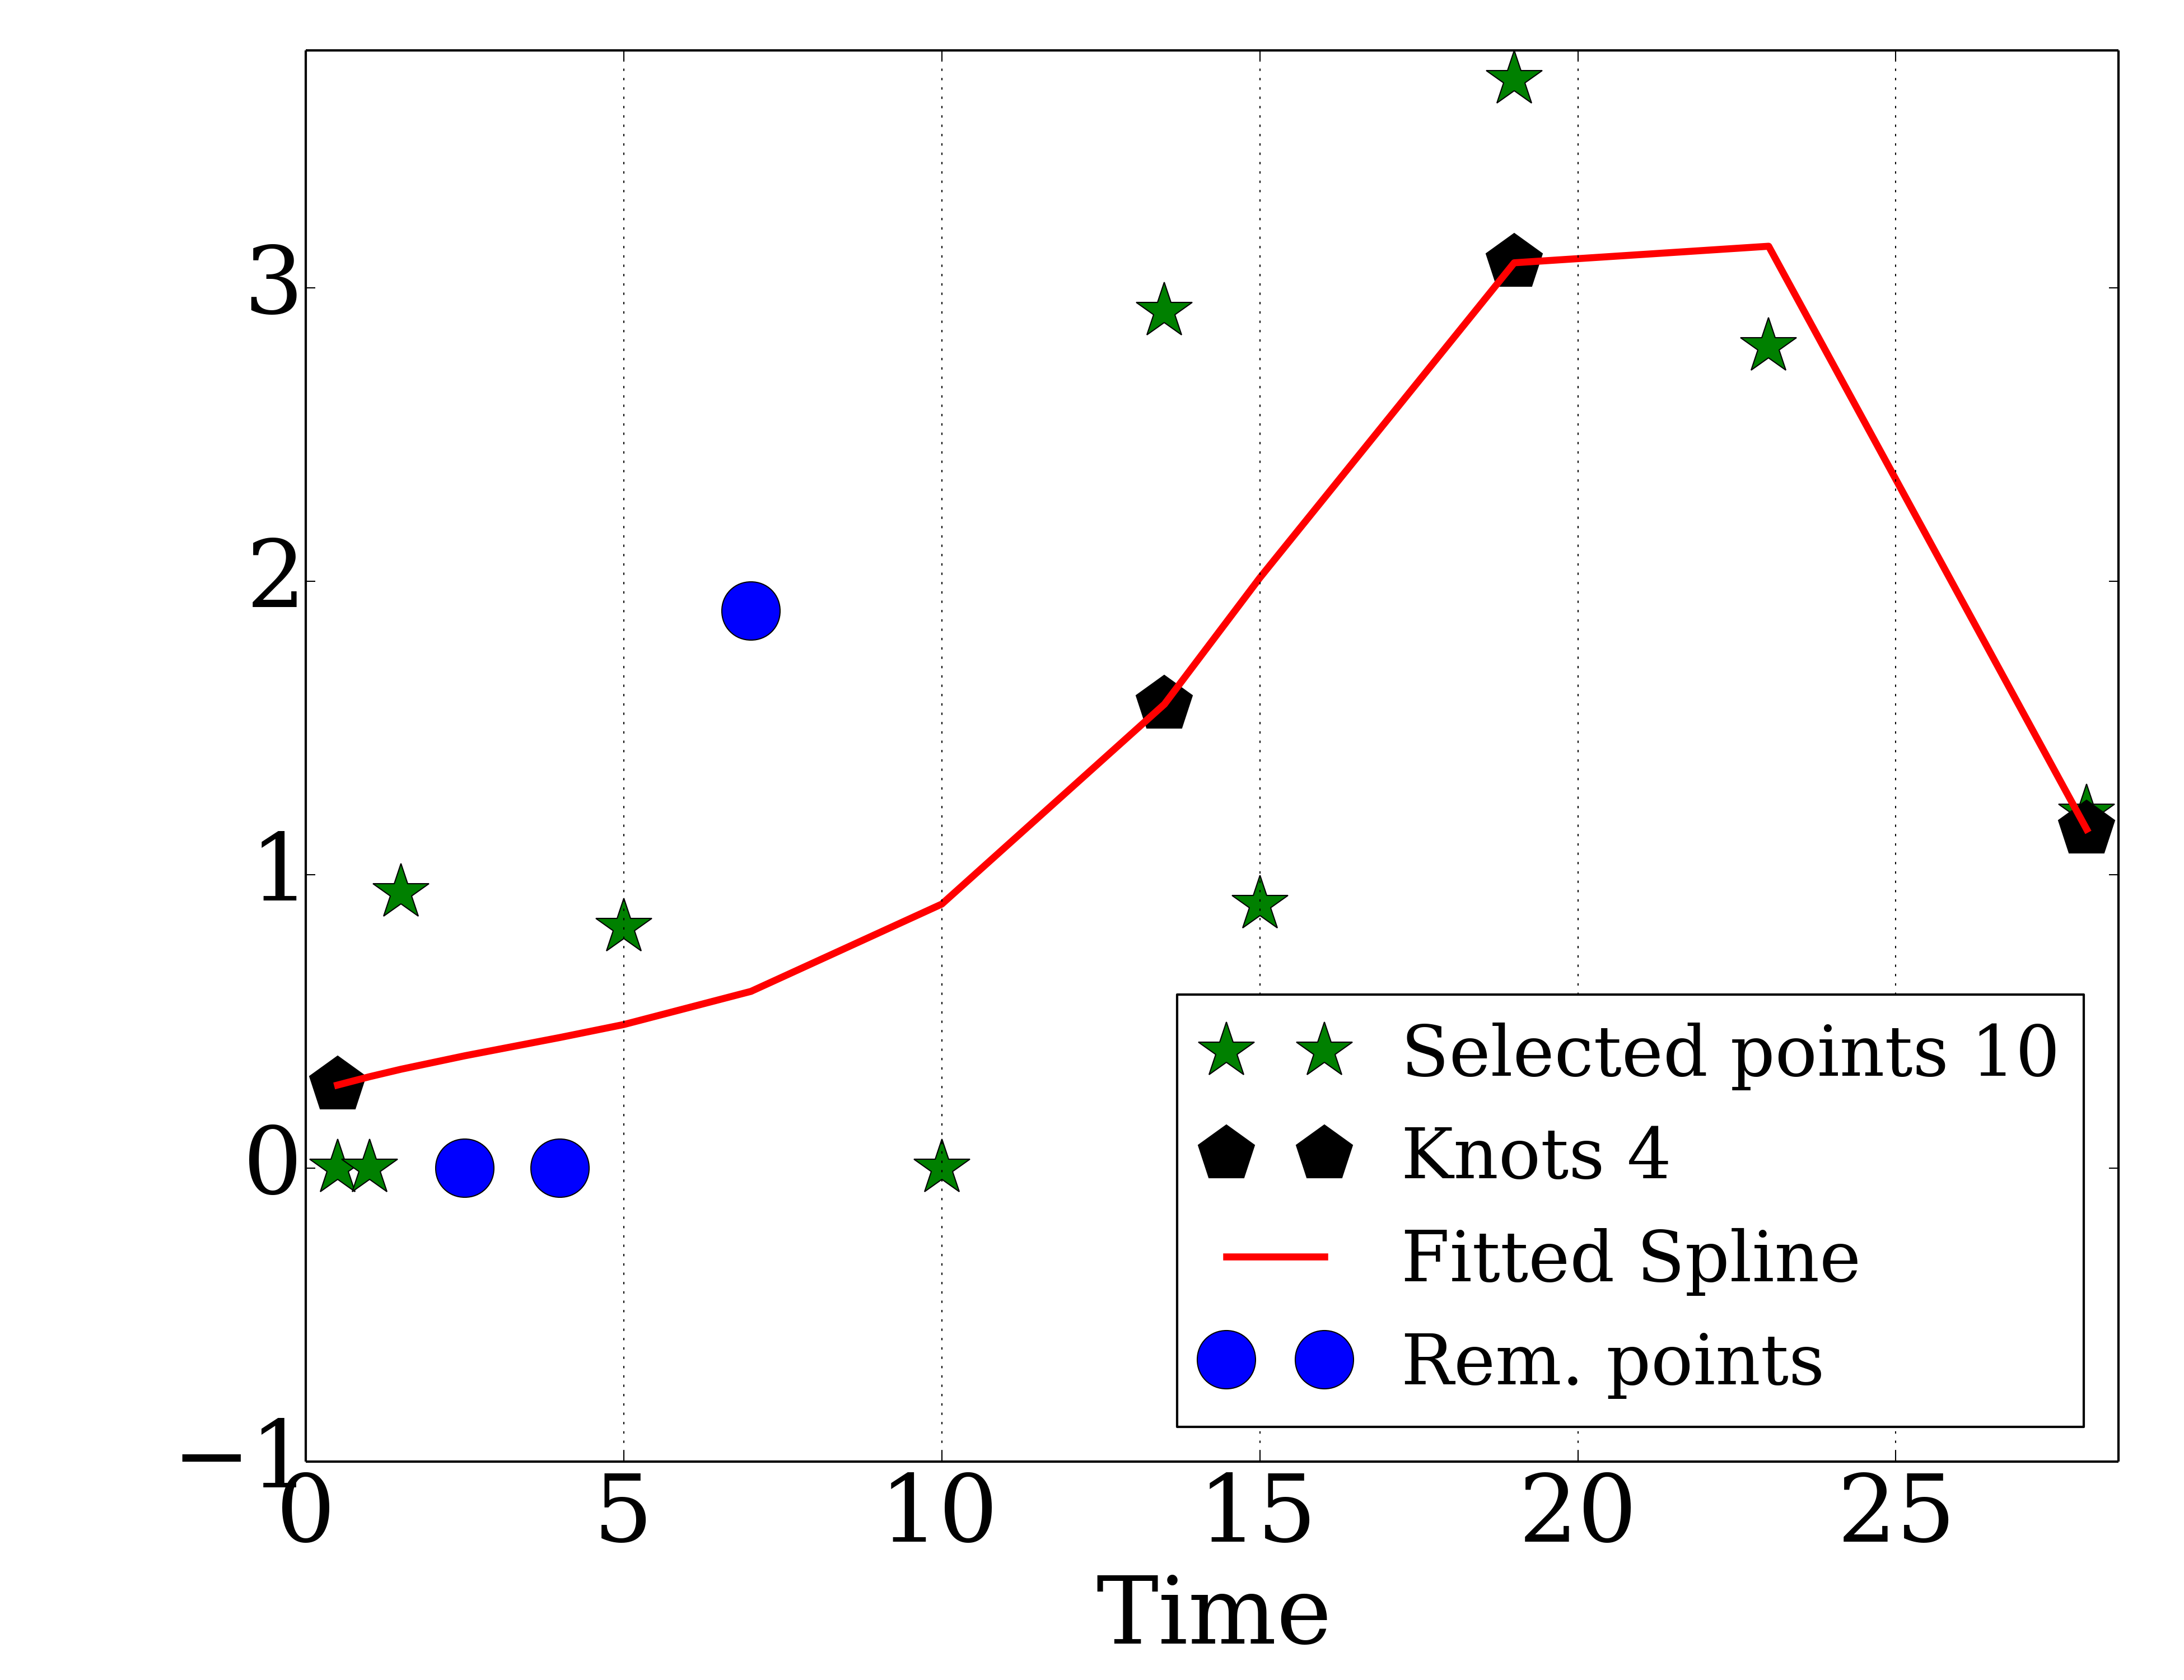 3
2
1
0
−1
0 5 10 15 20 25
Time
Selected points 10
Knots 4
Fitted Spline
Rem. points